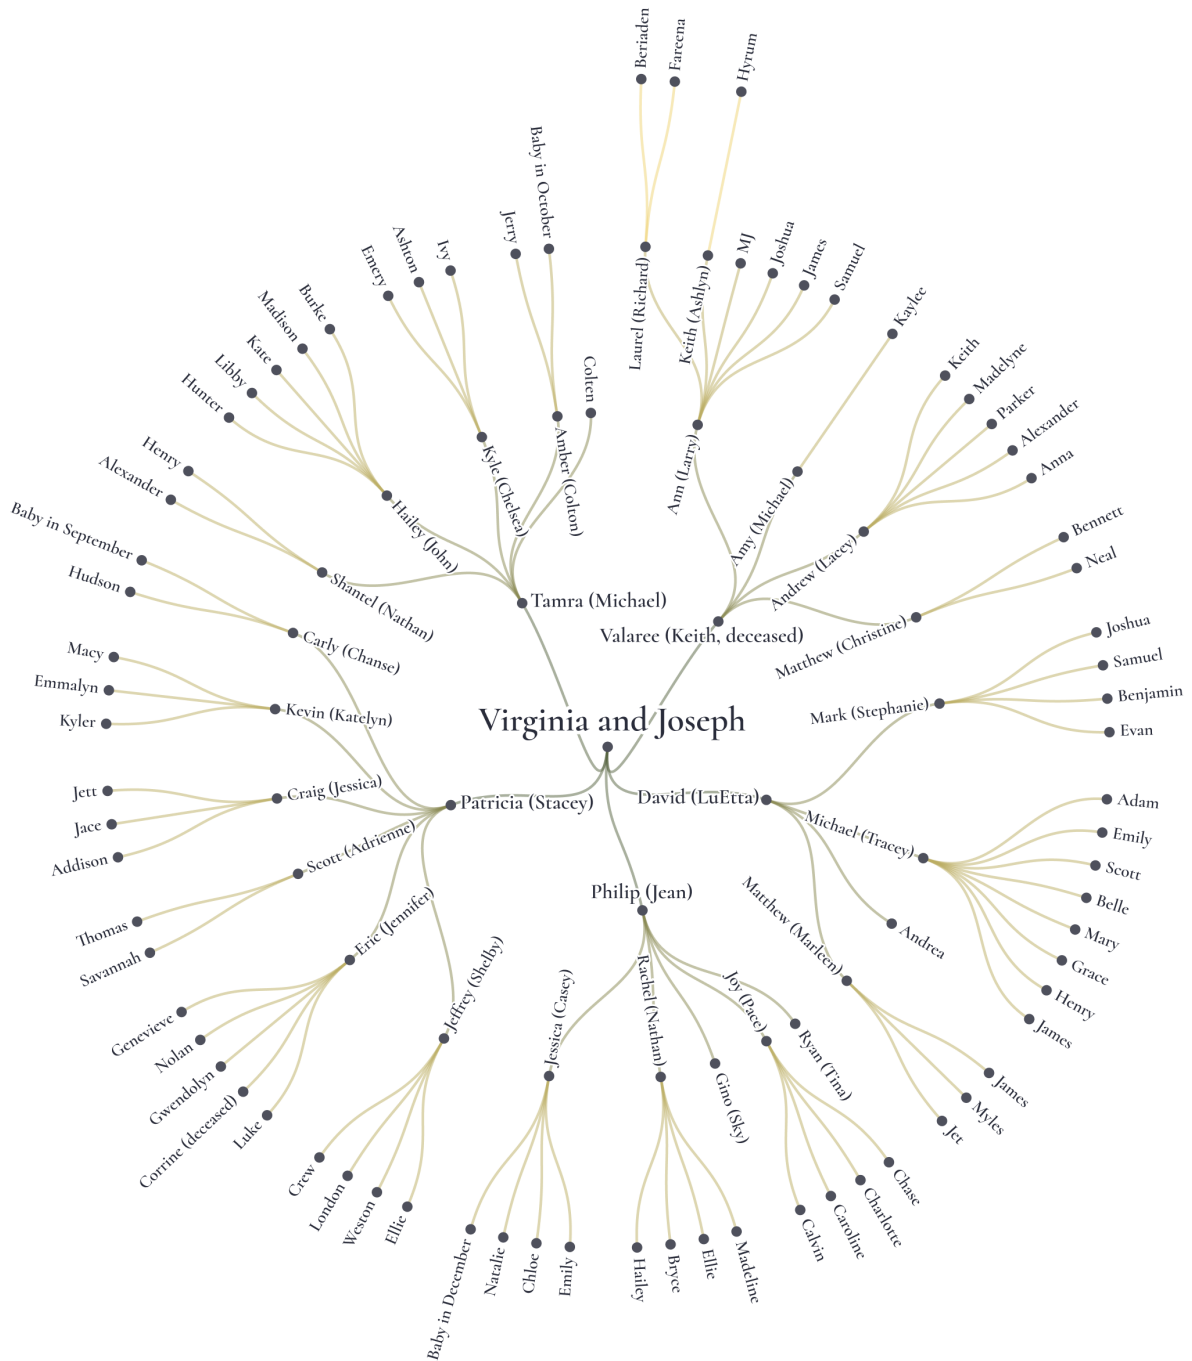 Virginia and Joseph
Tamra (Michael)
Shantel (Nathan)
Alexander
Henry
Hailey (John)
Hunter
Libby
Kate
Madison
Burke
Kyle (Chelsea)
Emery
Ashton
Ivy
Amber (Colton)
Jerry
Baby in October
Colten
Valaree (Keith, deceased)
Ann (Larry)
Laurel (Richard)
Beriaden
Fareena
Keith (Ashlyn)
Hyrum
MJ
Joshua
James
Samuel
Amy (Michael)
Kaylee
Andrew (Lacey)
Keith
Madelyne
Parker
Alexander
Anna
Matthew (Christine)
Bennett
Neal
David (LuEtta)
Mark (Stephanie)
Joshua
Samuel
Benjamin
Evan
Michael (Tracey)
Adam
Emily
Scott
Belle
Mary
Grace
Henry
James
Andrea
Matthew (Marleen)
James
Myles
Jet
Philip (Jean)
Ryan (Tina)
Joy (Pace)
Chase
Charlotte
Caroline
Calvin
Gino (Sky)
Rachel (Nathan)
Madeline
Ellie
Bryce
Hailey
Jessica (Casey)
Emily
Chloe
Natalie
Baby in December
Patricia (Stacey)
Jeffrey (Shelby)
Ellie
Weston
London
Crew
Eric (Jennifer)
Luke
Corrine (deceased)
Gwendolyn
Nolan
Genevieve
Scott (Adrienne)
Savannah
Thomas
Craig (Jessica)
Addison
Jace
Jett
Kevin (Katelyn)
Kyler
Emmalyn
Macy
Carly (Chanse)
Hudson
Baby in September